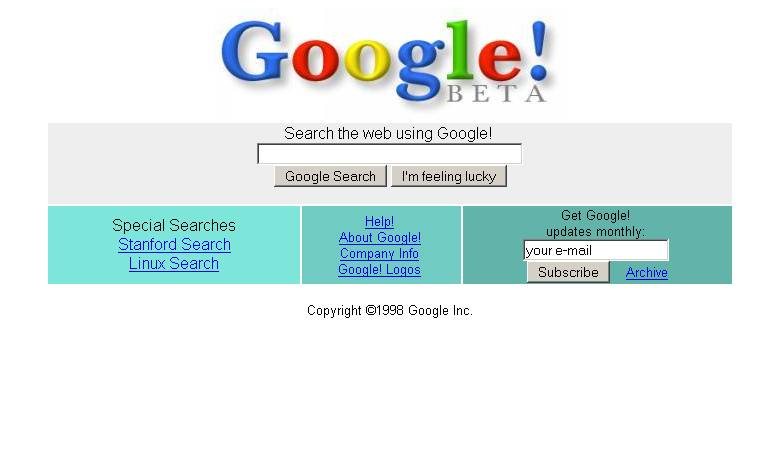 Google!
BETA
Search the web using Google!
Google Search
I'm feeling lucky
Special Searches
Stanford Search
Linux Search
Help!
About Google!
Company Info
Google! Logos
Get Google!
updates monthly:
your e-mail
Subscribe
Archive
Copyright ©1998 Google Inc.